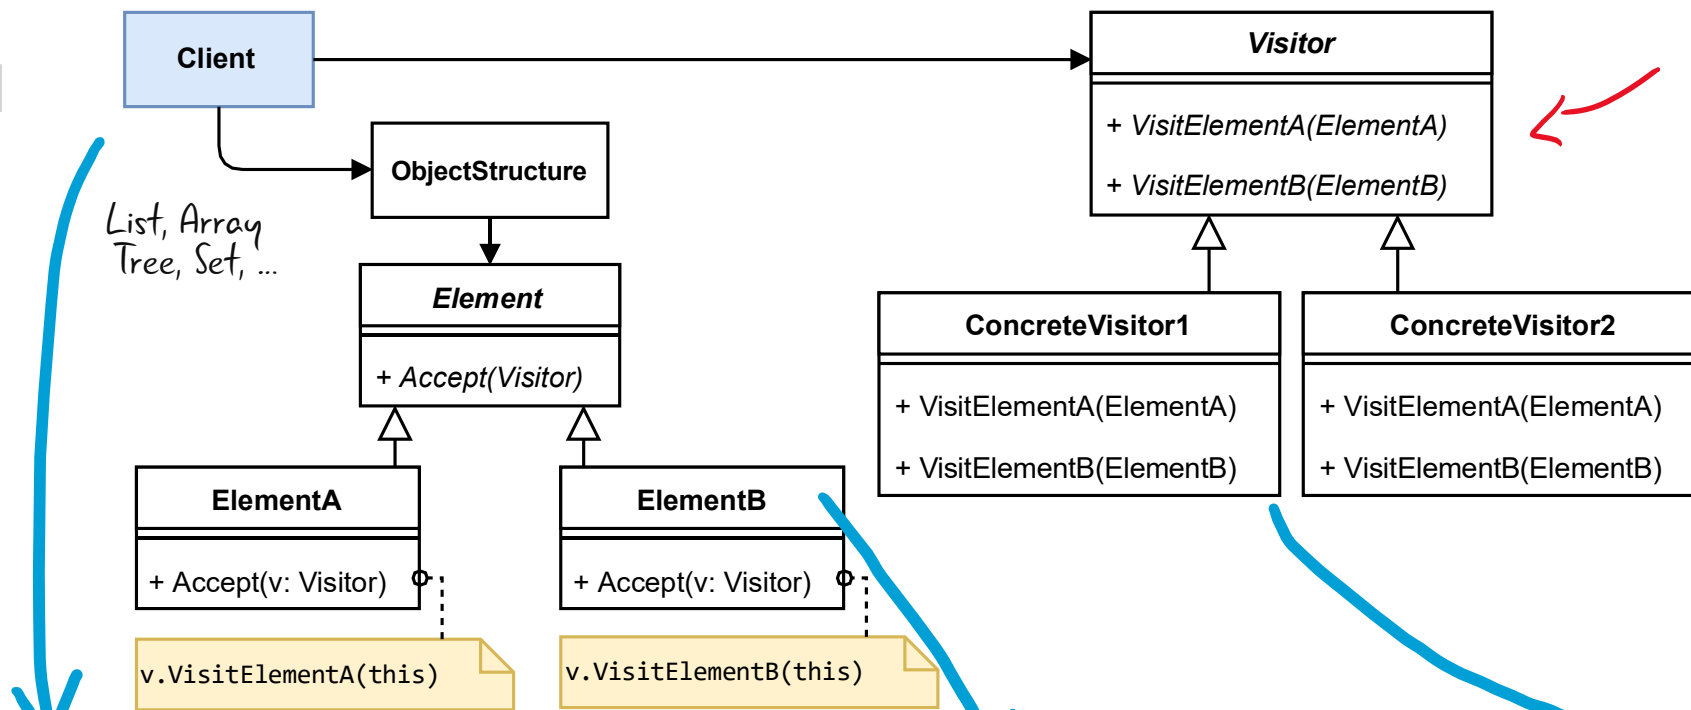 Client
Visitor
+ VisitElementA(ElementA)
+ VisitElementB(ElementB)
ObjectStructure
List, Array
Tree, Set, ...
Element
+ Accept(Visitor)
ConcreteVisitor1
+ VisitElementA(ElementA)
+ VisitElementB(ElementB)
ConcreteVisitor2
+ VisitElementA(ElementA)
+ VisitElementB(ElementB)
ElementA
+ Accept(v: Visitor)
v.VisitElementA(this)
ElementB
+ Accept(v: Visitor)
v.VisitElementB(this)